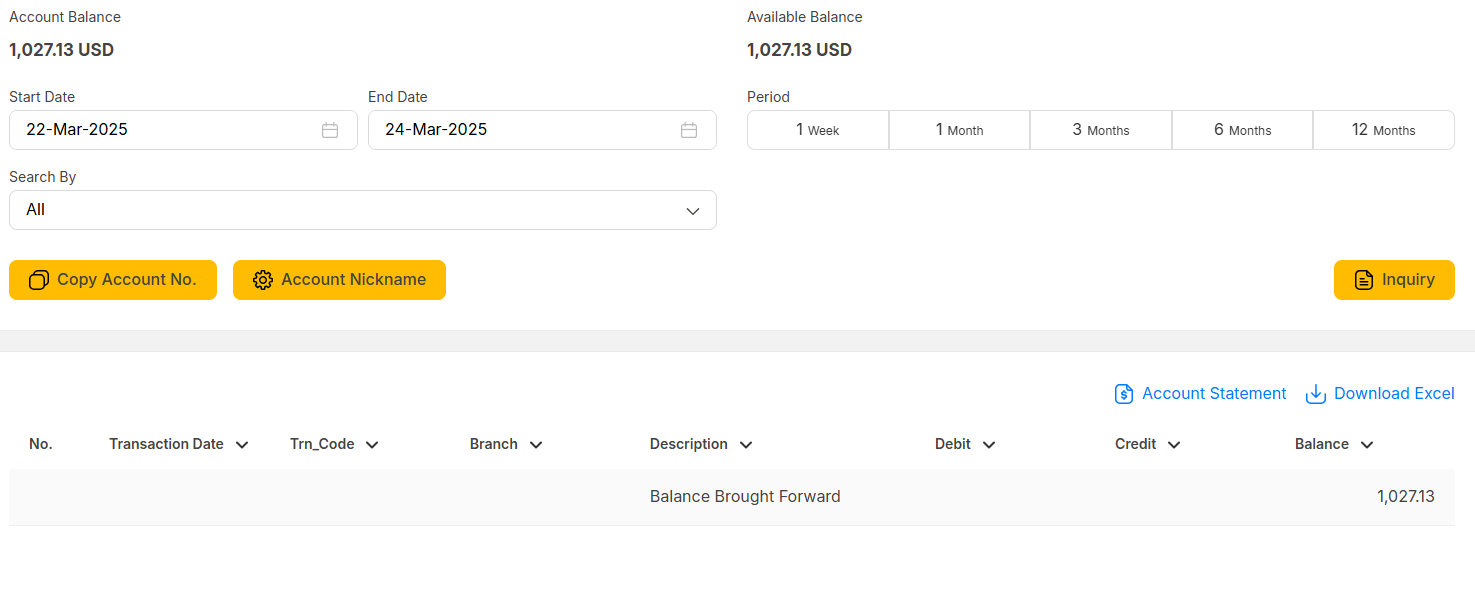 Account Balance
1,027.13 USD
Available Balance
1,027.13 USD
Start Date
22-Mar-2025
End Date
24-Mar-2025
Period
1 Week
1 Month
3 Months
6 Months
12 Months
Search By
All
Copy Account No.
Account Nickname
Inquiry
Account Statement
Download Excel
No. Transaction Date Trn_Code Branch Description Debit Credit Balance
Balance Brought Forward 1,027.13